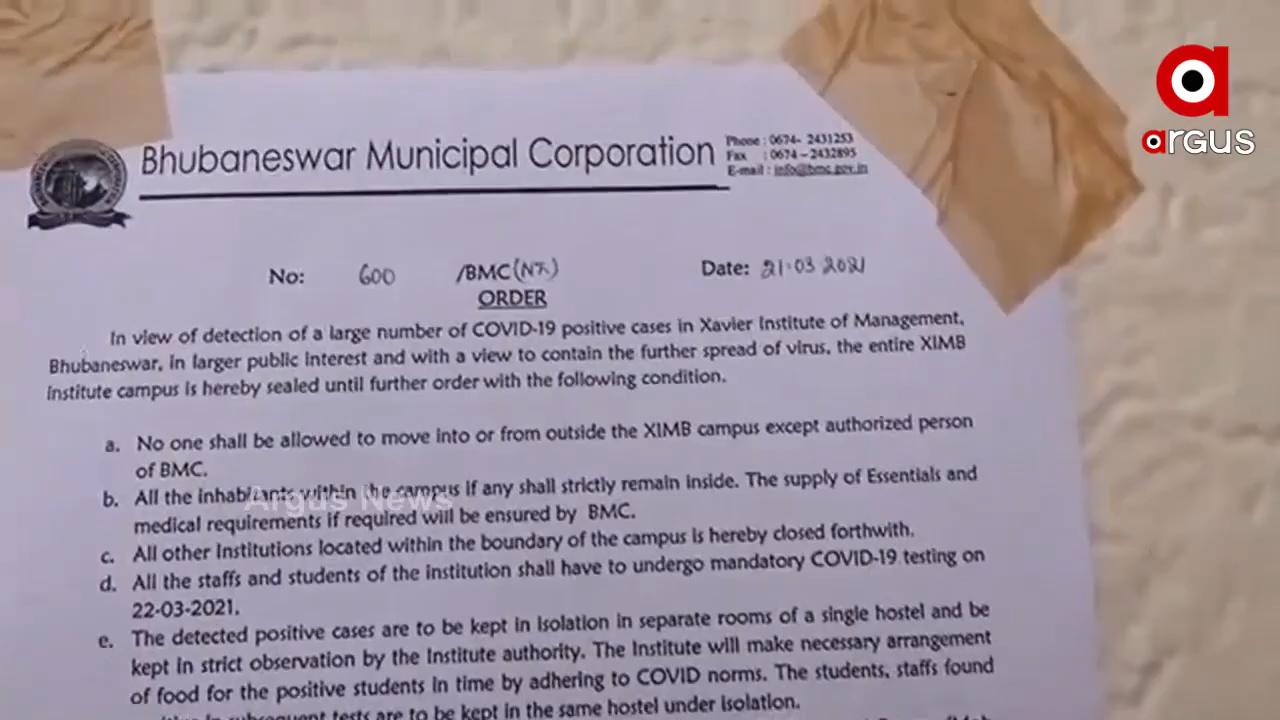 argus
Bhubaneswar Municipal Corporation
Phone : 0674- 2431253
Fax : 0674 – 2432895
E-mail : info@bmc.gov.in
No: 600 /BMC(NZ) Date: 21.03 2021
ORDER
In view of detection of a large number of COVID-19 positive cases in Xavier Institute of Management,
Bhubaneswar, in larger public interest and with a view to contain the further spread of virus, the entire XIMB
Institute campus is hereby sealed until further order with the following condition.
a. No one shall be allowed to move into or from outside the XIMB campus except authorized person
of BMC.
b. All the inhabitants within the campus if any shall strictly remain inside. The supply of Essentials and
Argus News
medical requirements if required will be ensured by BMC.
c. All other Institutions located within the boundary of the campus is hereby closed forthwith.
d. All the staffs and students of the institution shall have to undergo mandatory COVID-19 testing on
22-03-2021.
e. The detected positive cases are to be kept in isolation in separate rooms of a single hostel and be
kept in strict observation by the Institute authority. The Institute will make necessary arrangement
of food for the positive students in time by adhering to COVID norms. The students, staffs found
in subsequent tests are to be kept in the same hostel under isolation.